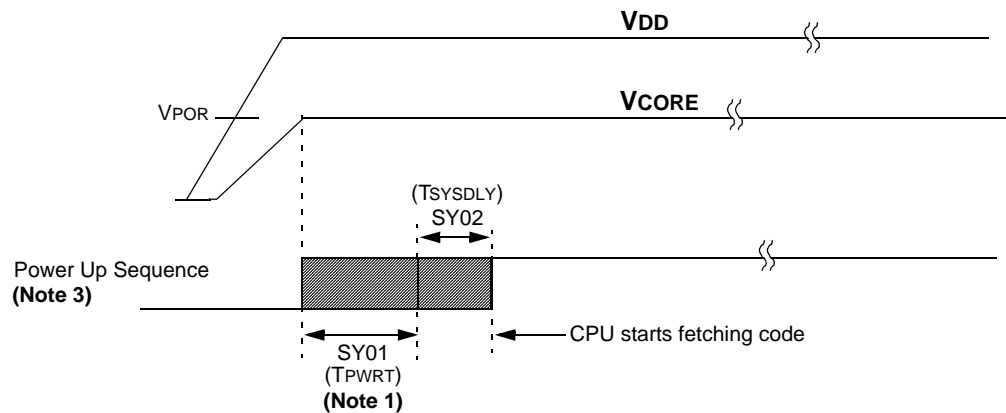 VDD
VPOR
VCORE
(TSYSDLY)
SY02
Power Up Sequence
(Note 3)
CPU starts fetching code
SY01
(TPWRT)
(Note 1)